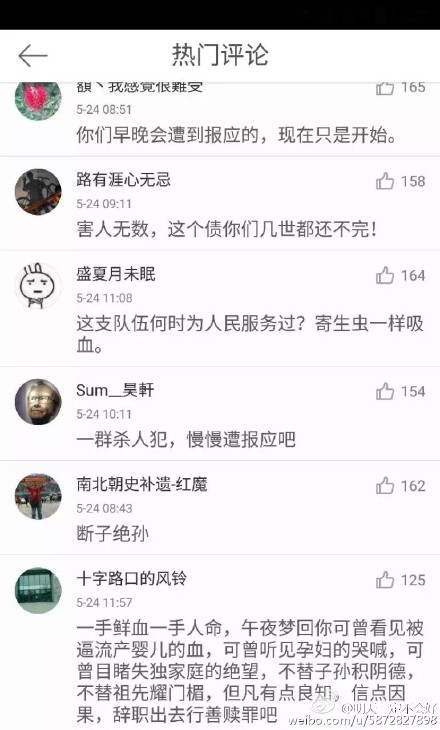 热门评论
額丶我感覚很難受
165
5-24 08:51
你们早晚会遭到报应的，现在只是开始。
路有涯心无忌
158
5-24 09:11
害人无数，这个债你们几世都还不完！
盛夏月未眠
164
5-24 11:08
这支队伍何时为人民服务过？寄生虫一样吸
血。
Sum__昊軒
154
5-24 10:11
一群杀人犯，慢慢遭报应吧
南北朝史补遗-红魔
162
5-24 08:43
断子绝孙
十字路口的风铃
125
5-24 11:57
一手鲜血一手人命，午夜梦回你可曾看见被
逼流产婴儿的血，可曾听见孕妇的哭喊，可
曾目睹失独家庭的绝望，不替子孙积阴德，
不替祖先耀门楣，但凡有点良知，信点因
果，辞职出去行善赎罪吧
@明天一定不会好
weibo.com/u/5872827898